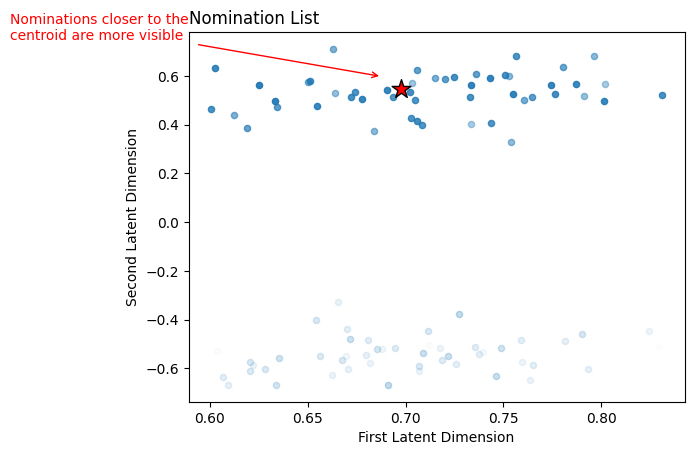 Nominations closer to the
centroid are more visible
Nomination List
Second Latent Dimension
0.6
0.4
0.2
0.0
−0.2
−0.4
−0.6
0.60
0.65
0.70
0.75
0.80
First Latent Dimension